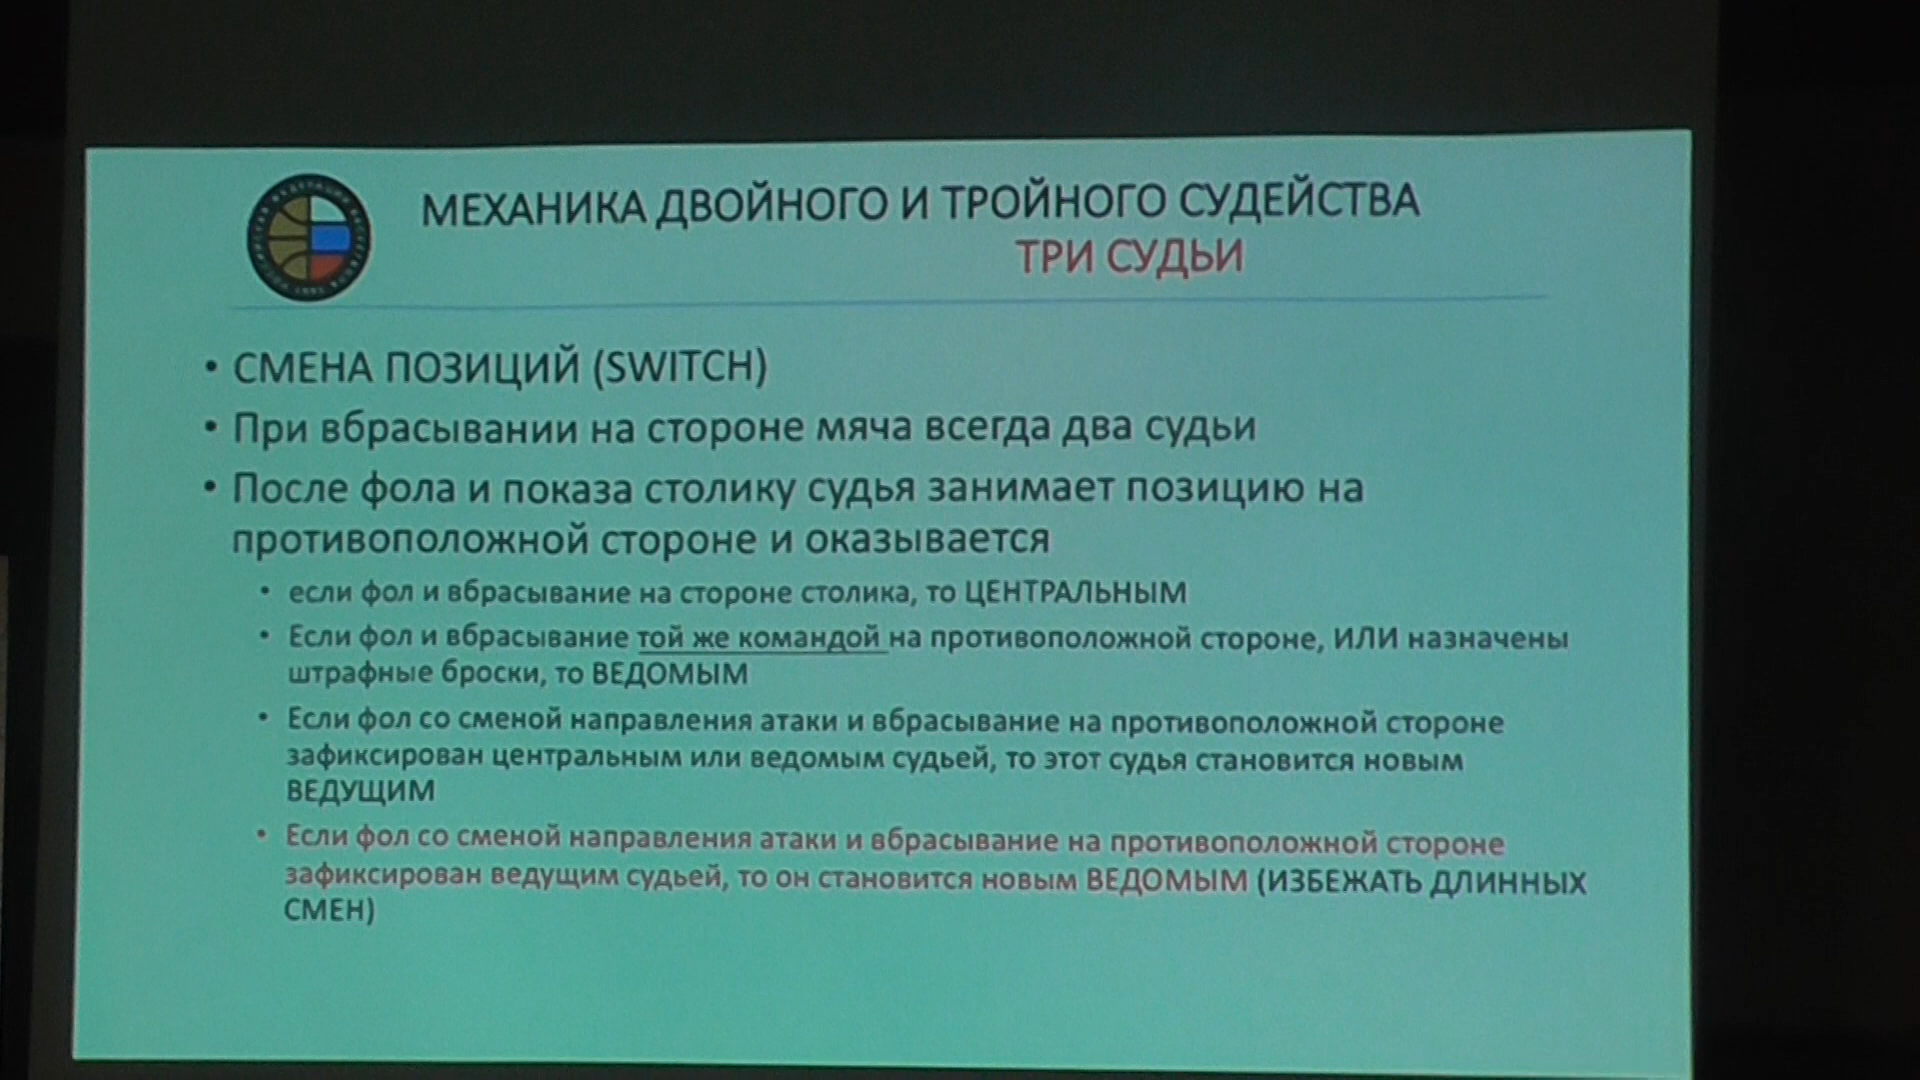 МЕХАНИКА ДВОЙНОГО И ТРОЙНОГО СУДЕЙСТВА
ТРИ СУДЬИ
• СМЕНА ПОЗИЦИЙ (SWITCH)
• При вбрасывании на стороне мяча всегда два судьи
• После фола и показа столику судья занимает позицию на
противоположной стороне и оказывается
• если фол и вбрасывание на стороне столика, то ЦЕНТРАЛЬНЫМ
• Если фол и вбрасывание той же командой на противоположной стороне, ИЛИ назначены
штрафные броски, то ВЕДОМЫМ
• Если фол со сменой направления атаки и вбрасывание на противоположной стороне
зафиксирован центральным или ведомым судьей, то этот судья становится новым
ВЕДУЩИМ
• Если фол со сменой направления атаки и вбрасывание на противоположной стороне
зафиксирован ведущим судьей, то он становится новым ВЕДОМЫМ (ИЗБЕЖАТЬ ДЛИННЫХ
СМЕН)